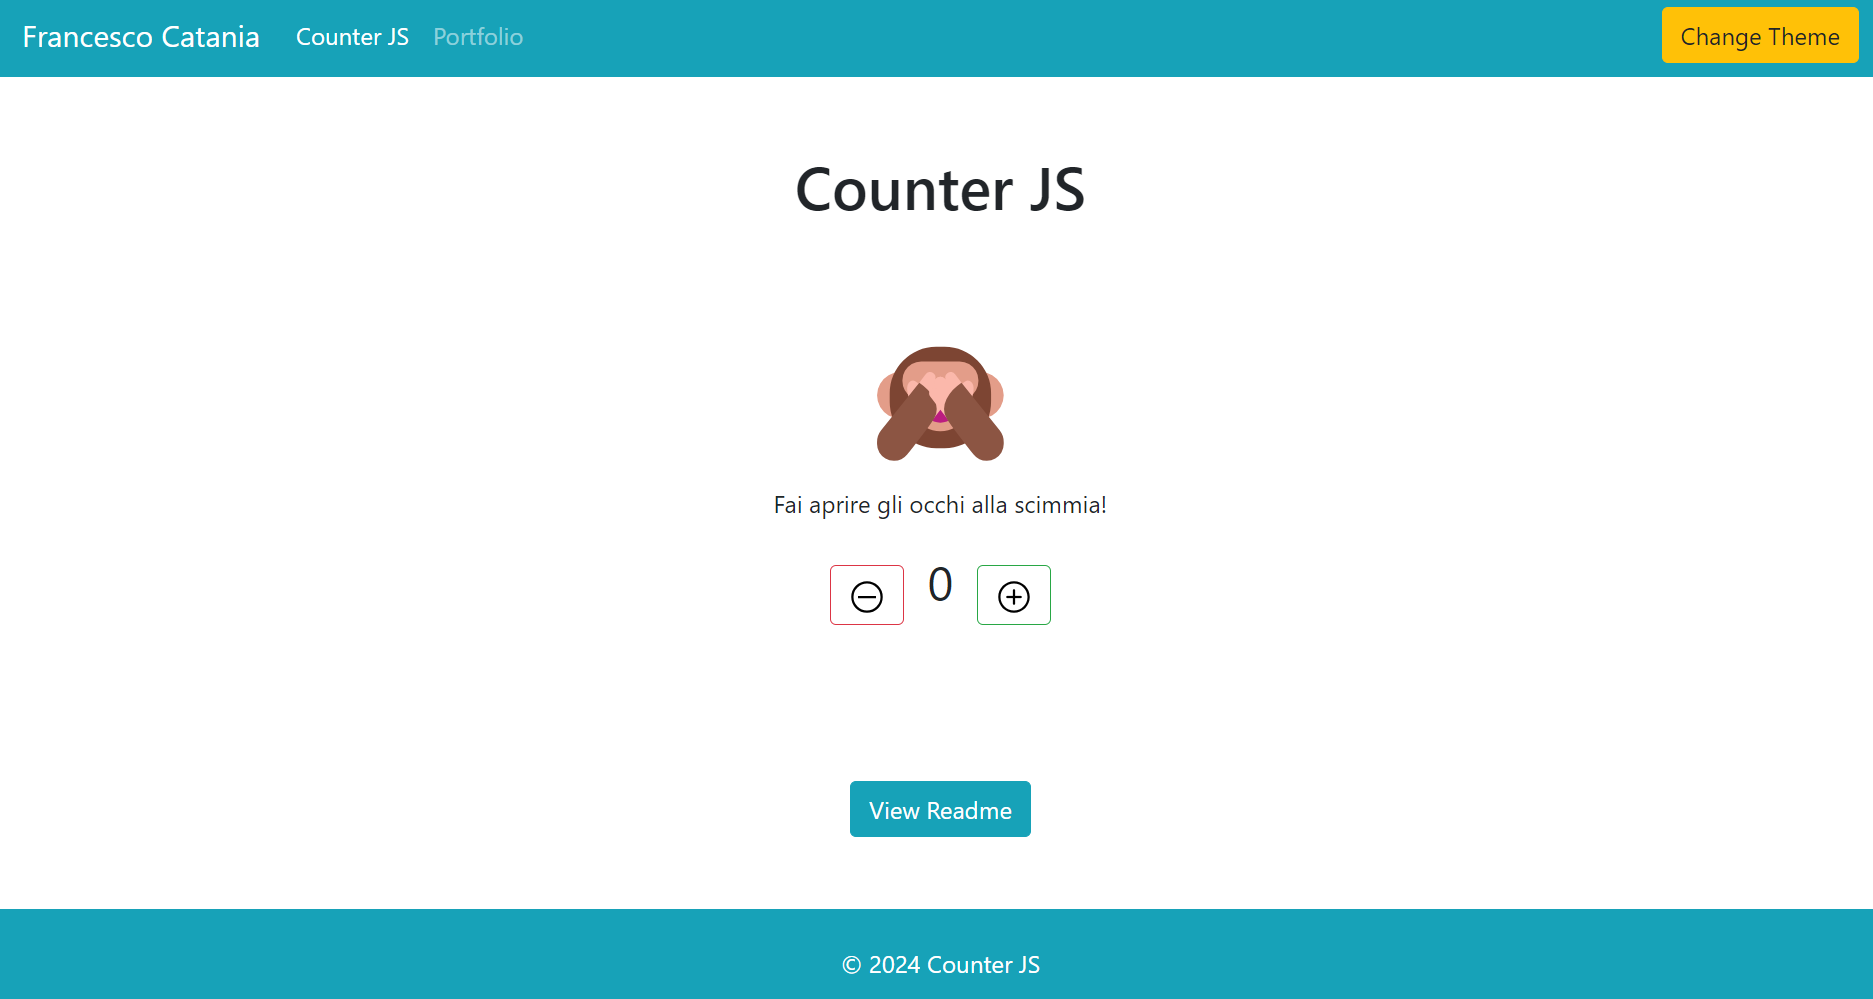 Francesco Catania Counter JS Portfolio Change Theme
Counter JS
Fai aprire gli occhi alla scimmia!
0
View Readme
© 2024 Counter JS